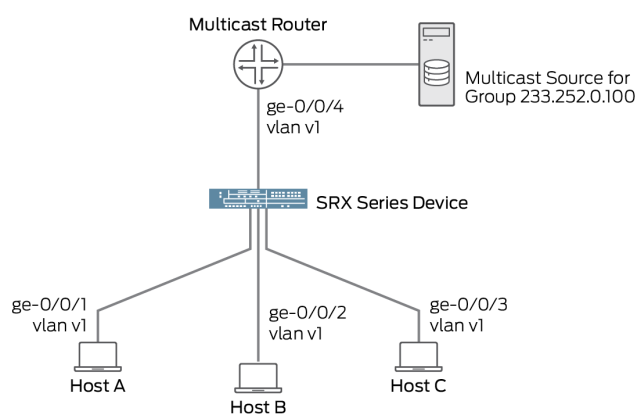 Multicast Router
Multicast Source for
Group 233.252.0.100
ge-0/0/4
vlan v1
SRX Series Device
ge-0/0/1
vlan v1
ge-0/0/2
vlan v1
ge-0/0/3
vlan v1
Host A
Host B
Host C